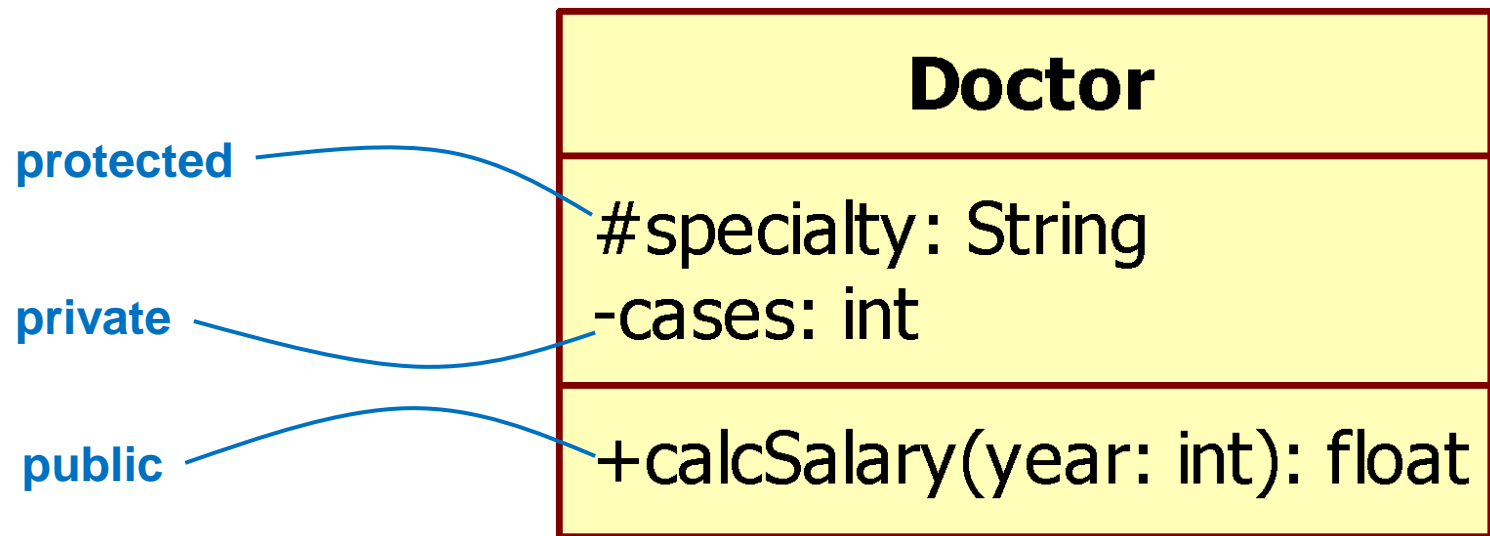 Doctor
protected
#specialty: String
private
-cases: int
public
+calcSalary(year: int): float